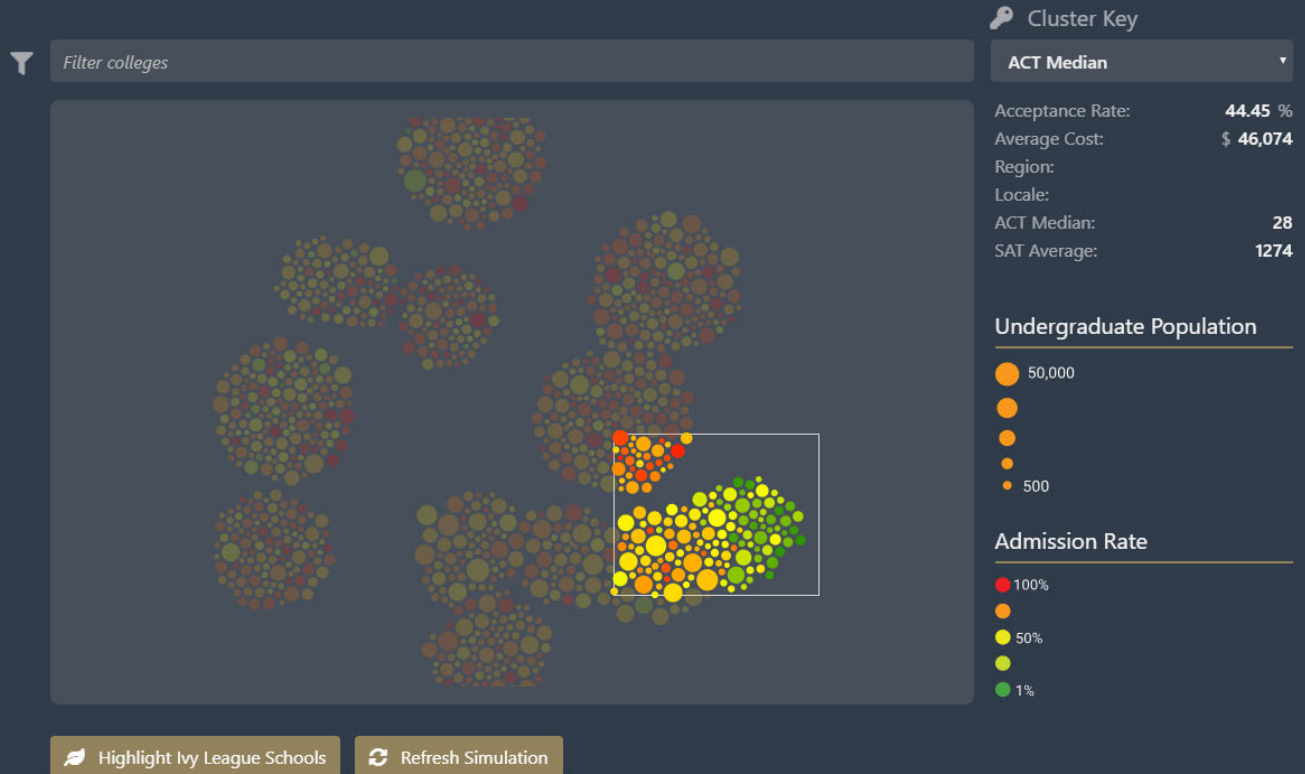 Cluster Key
Filter colleges
ACT Median
Acceptance Rate: 44.45 %
Average Cost: $ 46,074
Region:
Locale:
ACT Median: 28
SAT Average: 1274
Undergraduate Population
50,000
500
Admission Rate
100%
50%
1%
Highlight Ivy League Schools
Refresh Simulation